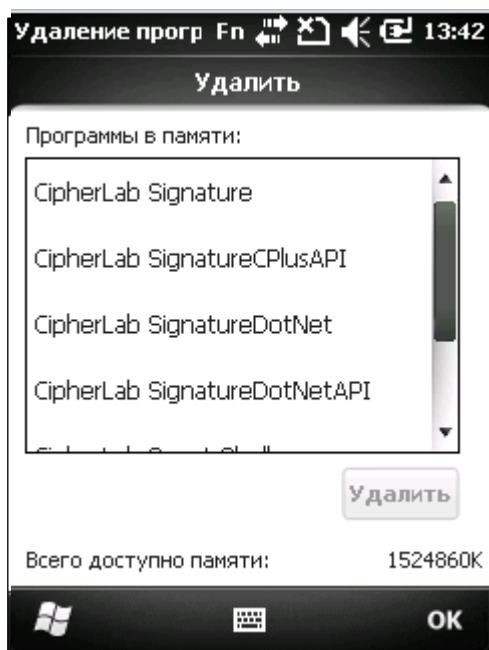 Удаление прогр Fn 13:42
Удалить
Программы в памяти:
CipherLab Signature
CipherLab SignatureCPlusAPI
CipherLab SignatureDotNet
CipherLab SignatureDotNetAPI
Удалить
Всего доступно памяти: 1524860K
OK